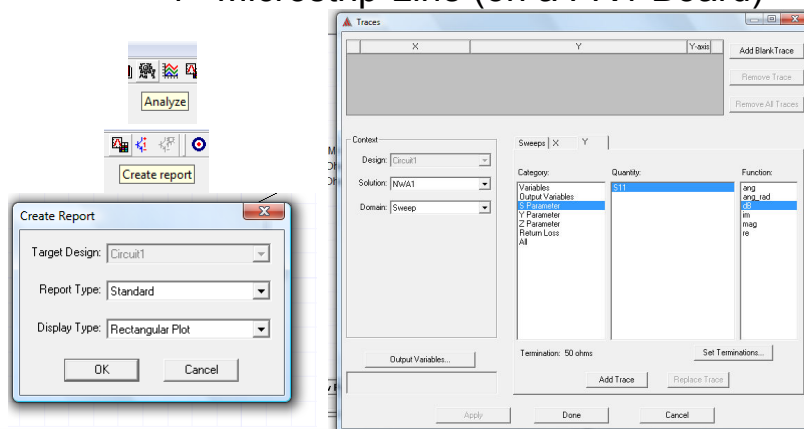 Microstrip Line (on a FR4 Board)
Analyze
Create report
Create Report
Target Design: Circuit1
Report Type: Standard
Display Type: Rectangular Plot
OK Cancel
Traces
X Y Y-axis
Add BlankTrace
Remove Trace
Remove All Traces
Context
Design: Circuit1
Solution: NWA1
Domain: Sweep
Output Variables...
Sweeps X Y
Category: Quantity: Function:
Variables S11 ang
Output Variables ang_rad
S Parameter dB
Y Parameter im
Z Parameter mag
Return Loss re
All
Termination: 50 ohms Set Terminations...
Add Trace Replace Trace
Apply Done Cancel